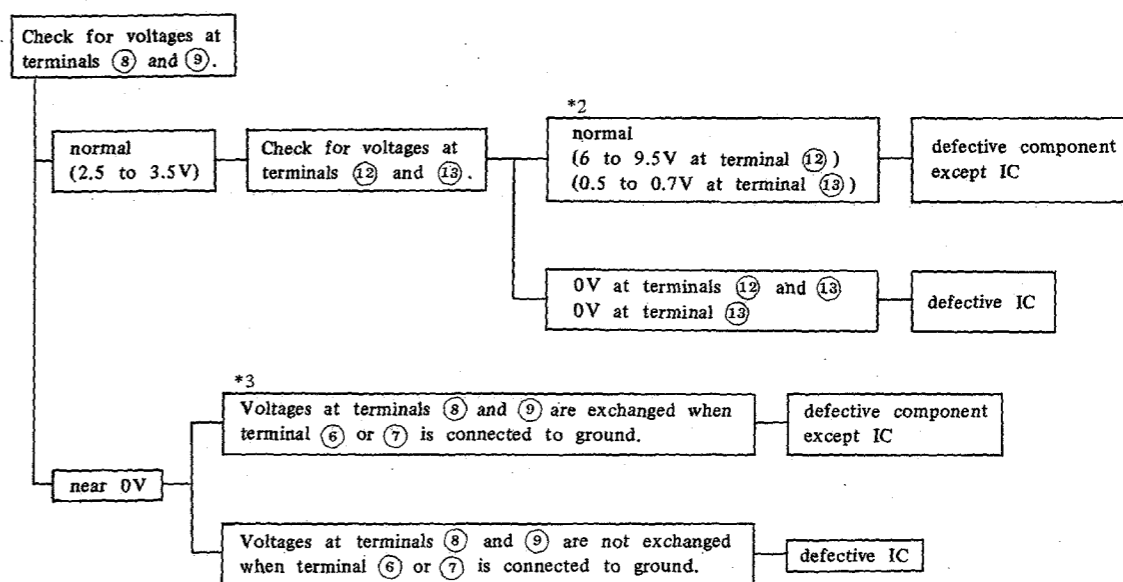 Check for voltages at
terminals ⑧ and ⑨.
normal
(2.5 to 3.5V)
Check for voltages at
terminals ⑫ and ⑬.
*2
normal
(6 to 9.5V at terminal ⑫)
(0.5 to 0.7V at terminal ⑬)
defective component
except IC
0V at terminals ⑫ and ⑬
0V at terminal ⑬
defective IC
near 0V
*3
Voltages at terminals ⑧ and ⑨ are exchanged when
terminal ⑥ or ⑦ is connected to ground.
defective component
except IC
Voltages at terminals ⑧ and ⑨ are not exchanged
when terminal ⑥ or ⑦ is connected to ground.
defective IC